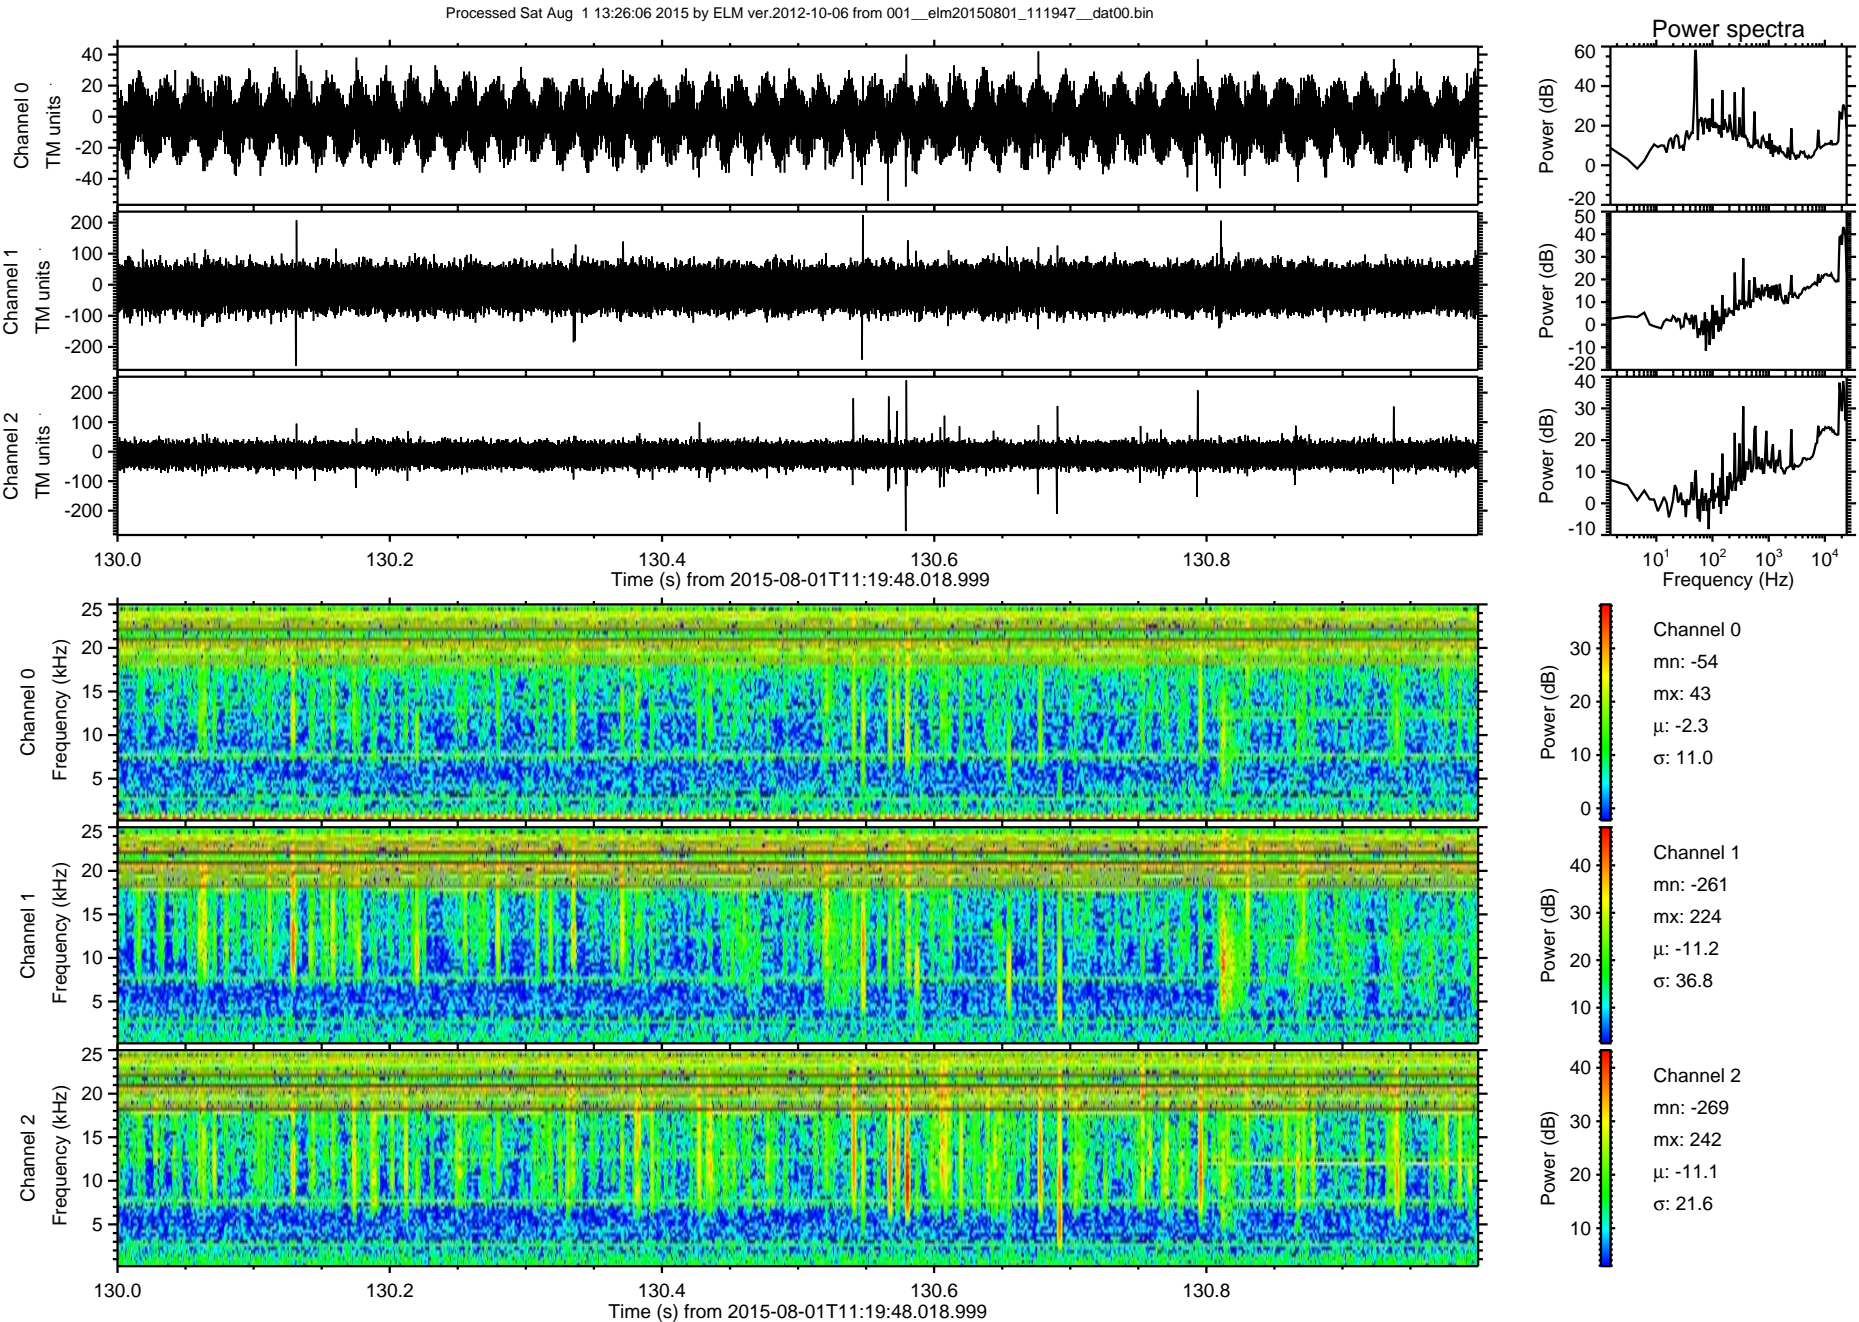 Processed Sat Aug 1 13:26:06 2015 by ELM ver.2012-10-06 from 001__elm20150801_111947__dat00.bin
Power spectra
Channel 0
TM units
40
20
0
-20
-40
Power (dB)
60
40
20
0
-20
Channel 1
TM units
200
100
0
-100
-200
Power (dB)
50
40
30
20
10
0
-10
-20
Channel 2
TM units
200
100
0
-100
-200
Power (dB)
40
30
20
10
0
-10
130.0 130.2 130.4 130.6 130.8
Time (s) from 2015-08-01T11:19:48.018.999
10¹ 10² 10³ 10⁴
Frequency (Hz)
Channel 0
Frequency (kHz)
25
20
15
10
5
Power (dB)
30
20
10
0
Channel 0
mn: -54
mx: 43
μ: -2.3
σ: 11.0
Channel 1
Frequency (kHz)
25
20
15
10
5
Power (dB)
40
30
20
10
Channel 1
mn: -261
mx: 224
μ: -11.2
σ: 36.8
Channel 2
Frequency (kHz)
25
20
15
10
5
Power (dB)
40
30
20
10
Channel 2
mn: -269
mx: 242
μ: -11.1
σ: 21.6
130.0 130.2 130.4 130.6 130.8
Time (s) from 2015-08-01T11:19:48.018.999